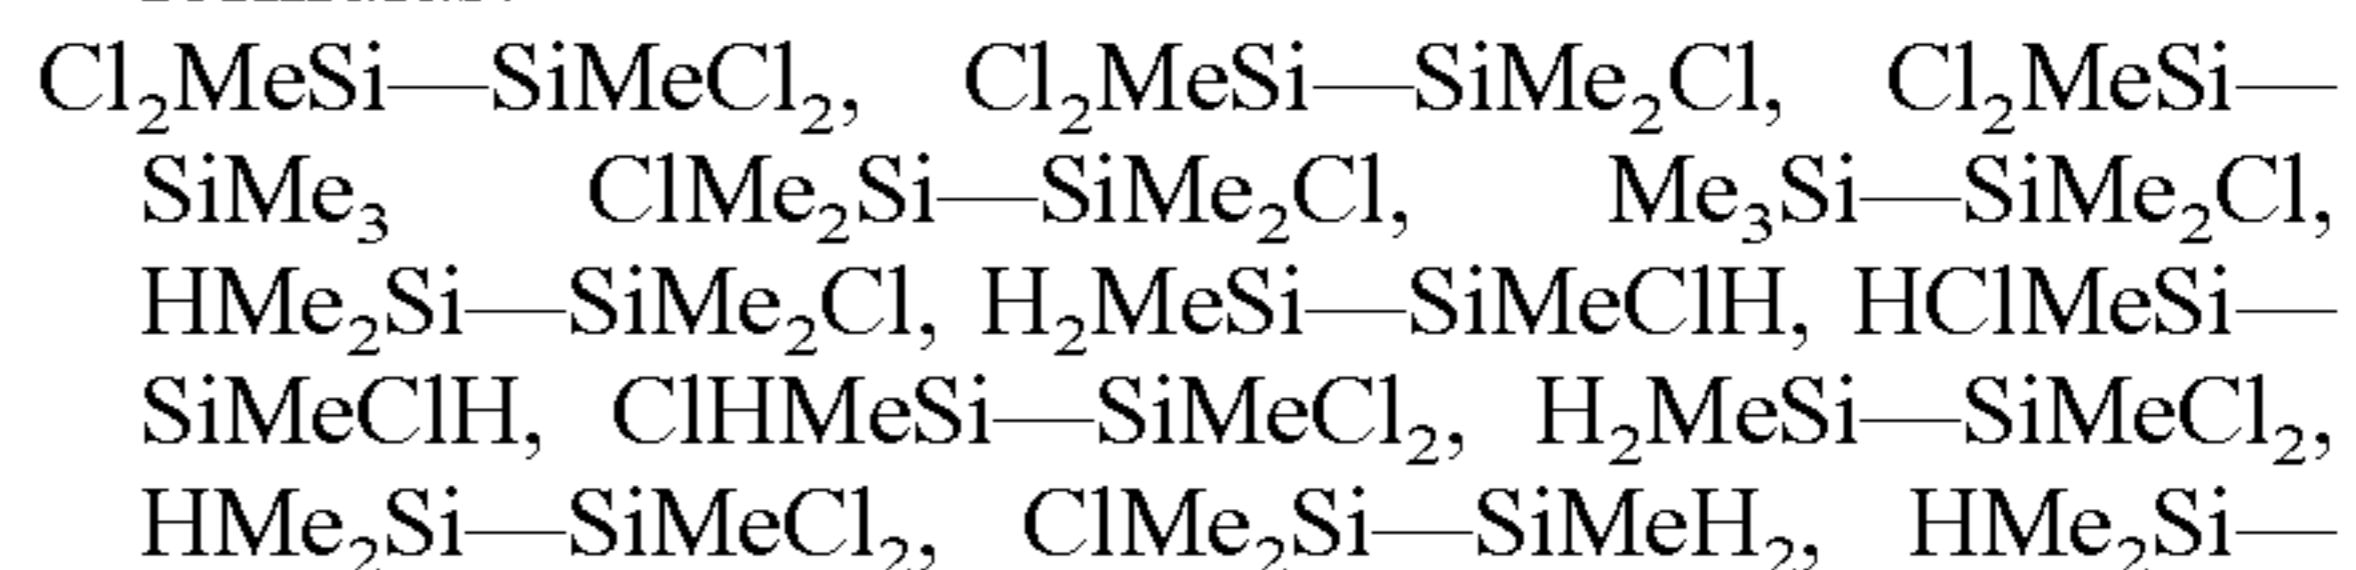 Cl₂MeSi—SiMeCl₂, Cl₂MeSi—SiMe₂Cl, Cl₂MeSi—
SiMe₃ ClMe₂Si—SiMe₂Cl, Me₃Si—SiMe₂Cl,
HMe₂Si—SiMe₂Cl, H₂MeSi—SiMeClH, HClMeSi—
SiMeClH, ClHMeSi—SiMeCl₂, H₂MeSi—SiMeCl₂,
HMe₂Si—SiMeCl₂, ClMe₂Si—SiMeH₂, HMe₂Si—